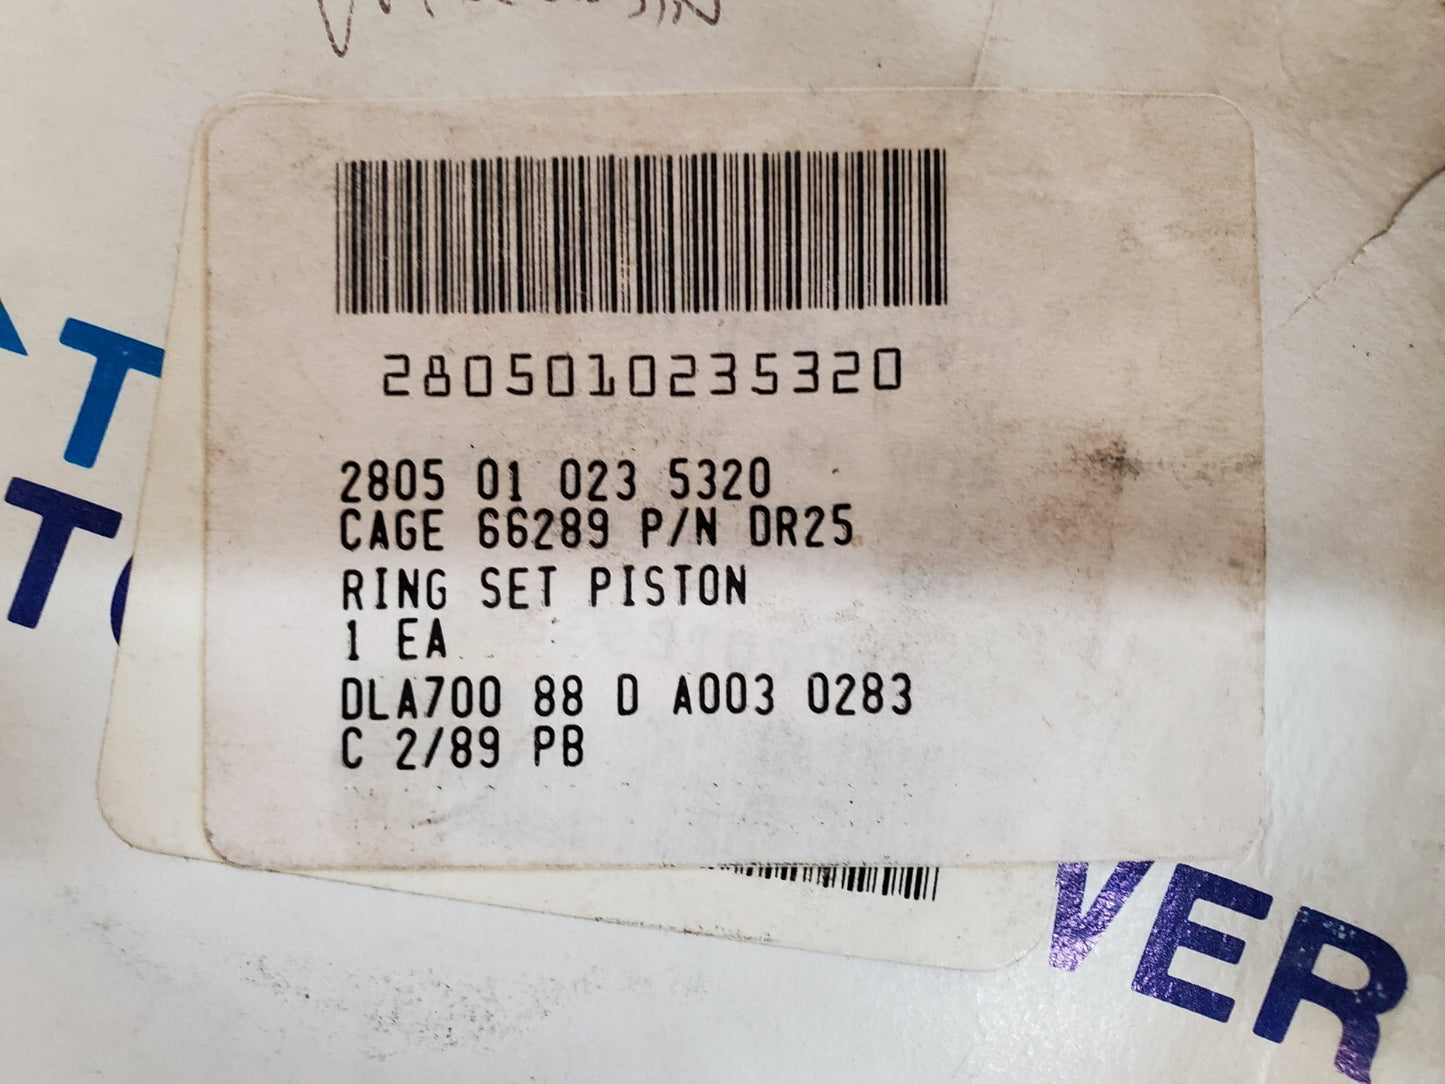 2805010235320
2805 01 023 5320
CAGE 66289 P/N DR25
RING SET PISTON
1 EA
DLA700 88 D A003 0283
C 2/89 PB
T
T
VER